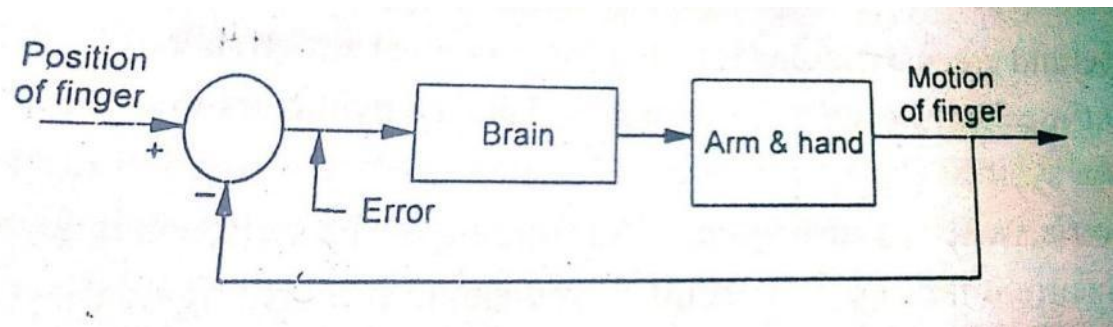 Position
of finger
+
−
Error
Brain
Arm & hand
Motion
of finger